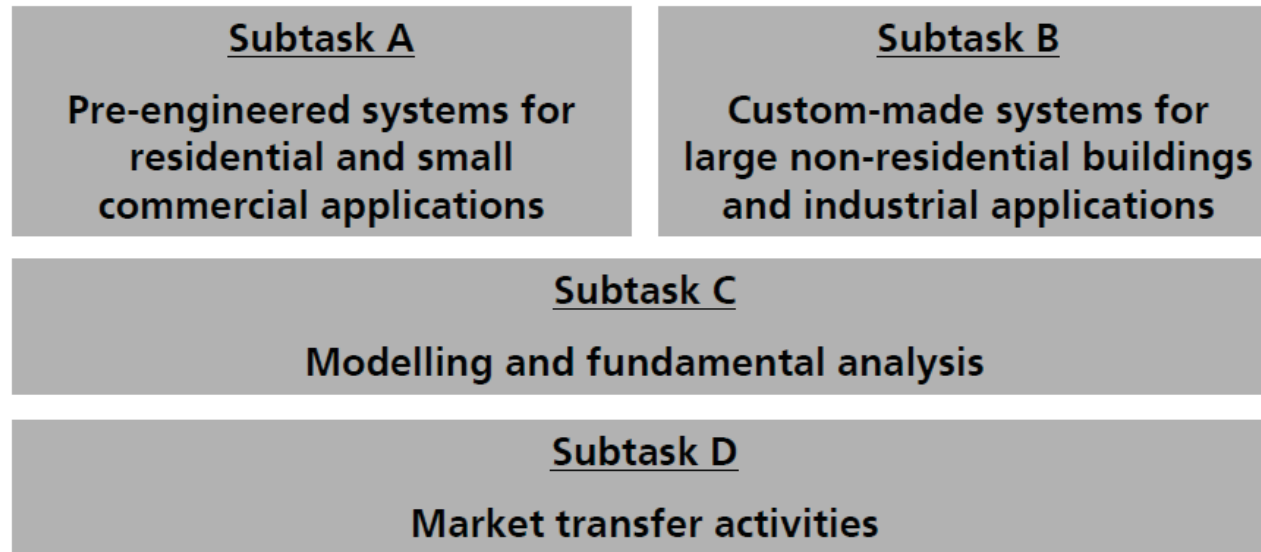 Subtask A
Pre-engineered systems for
residential and small
commercial applications
Subtask B
Custom-made systems for
large non-residential buildings
and industrial applications
Subtask C
Modelling and fundamental analysis
Subtask D
Market transfer activities